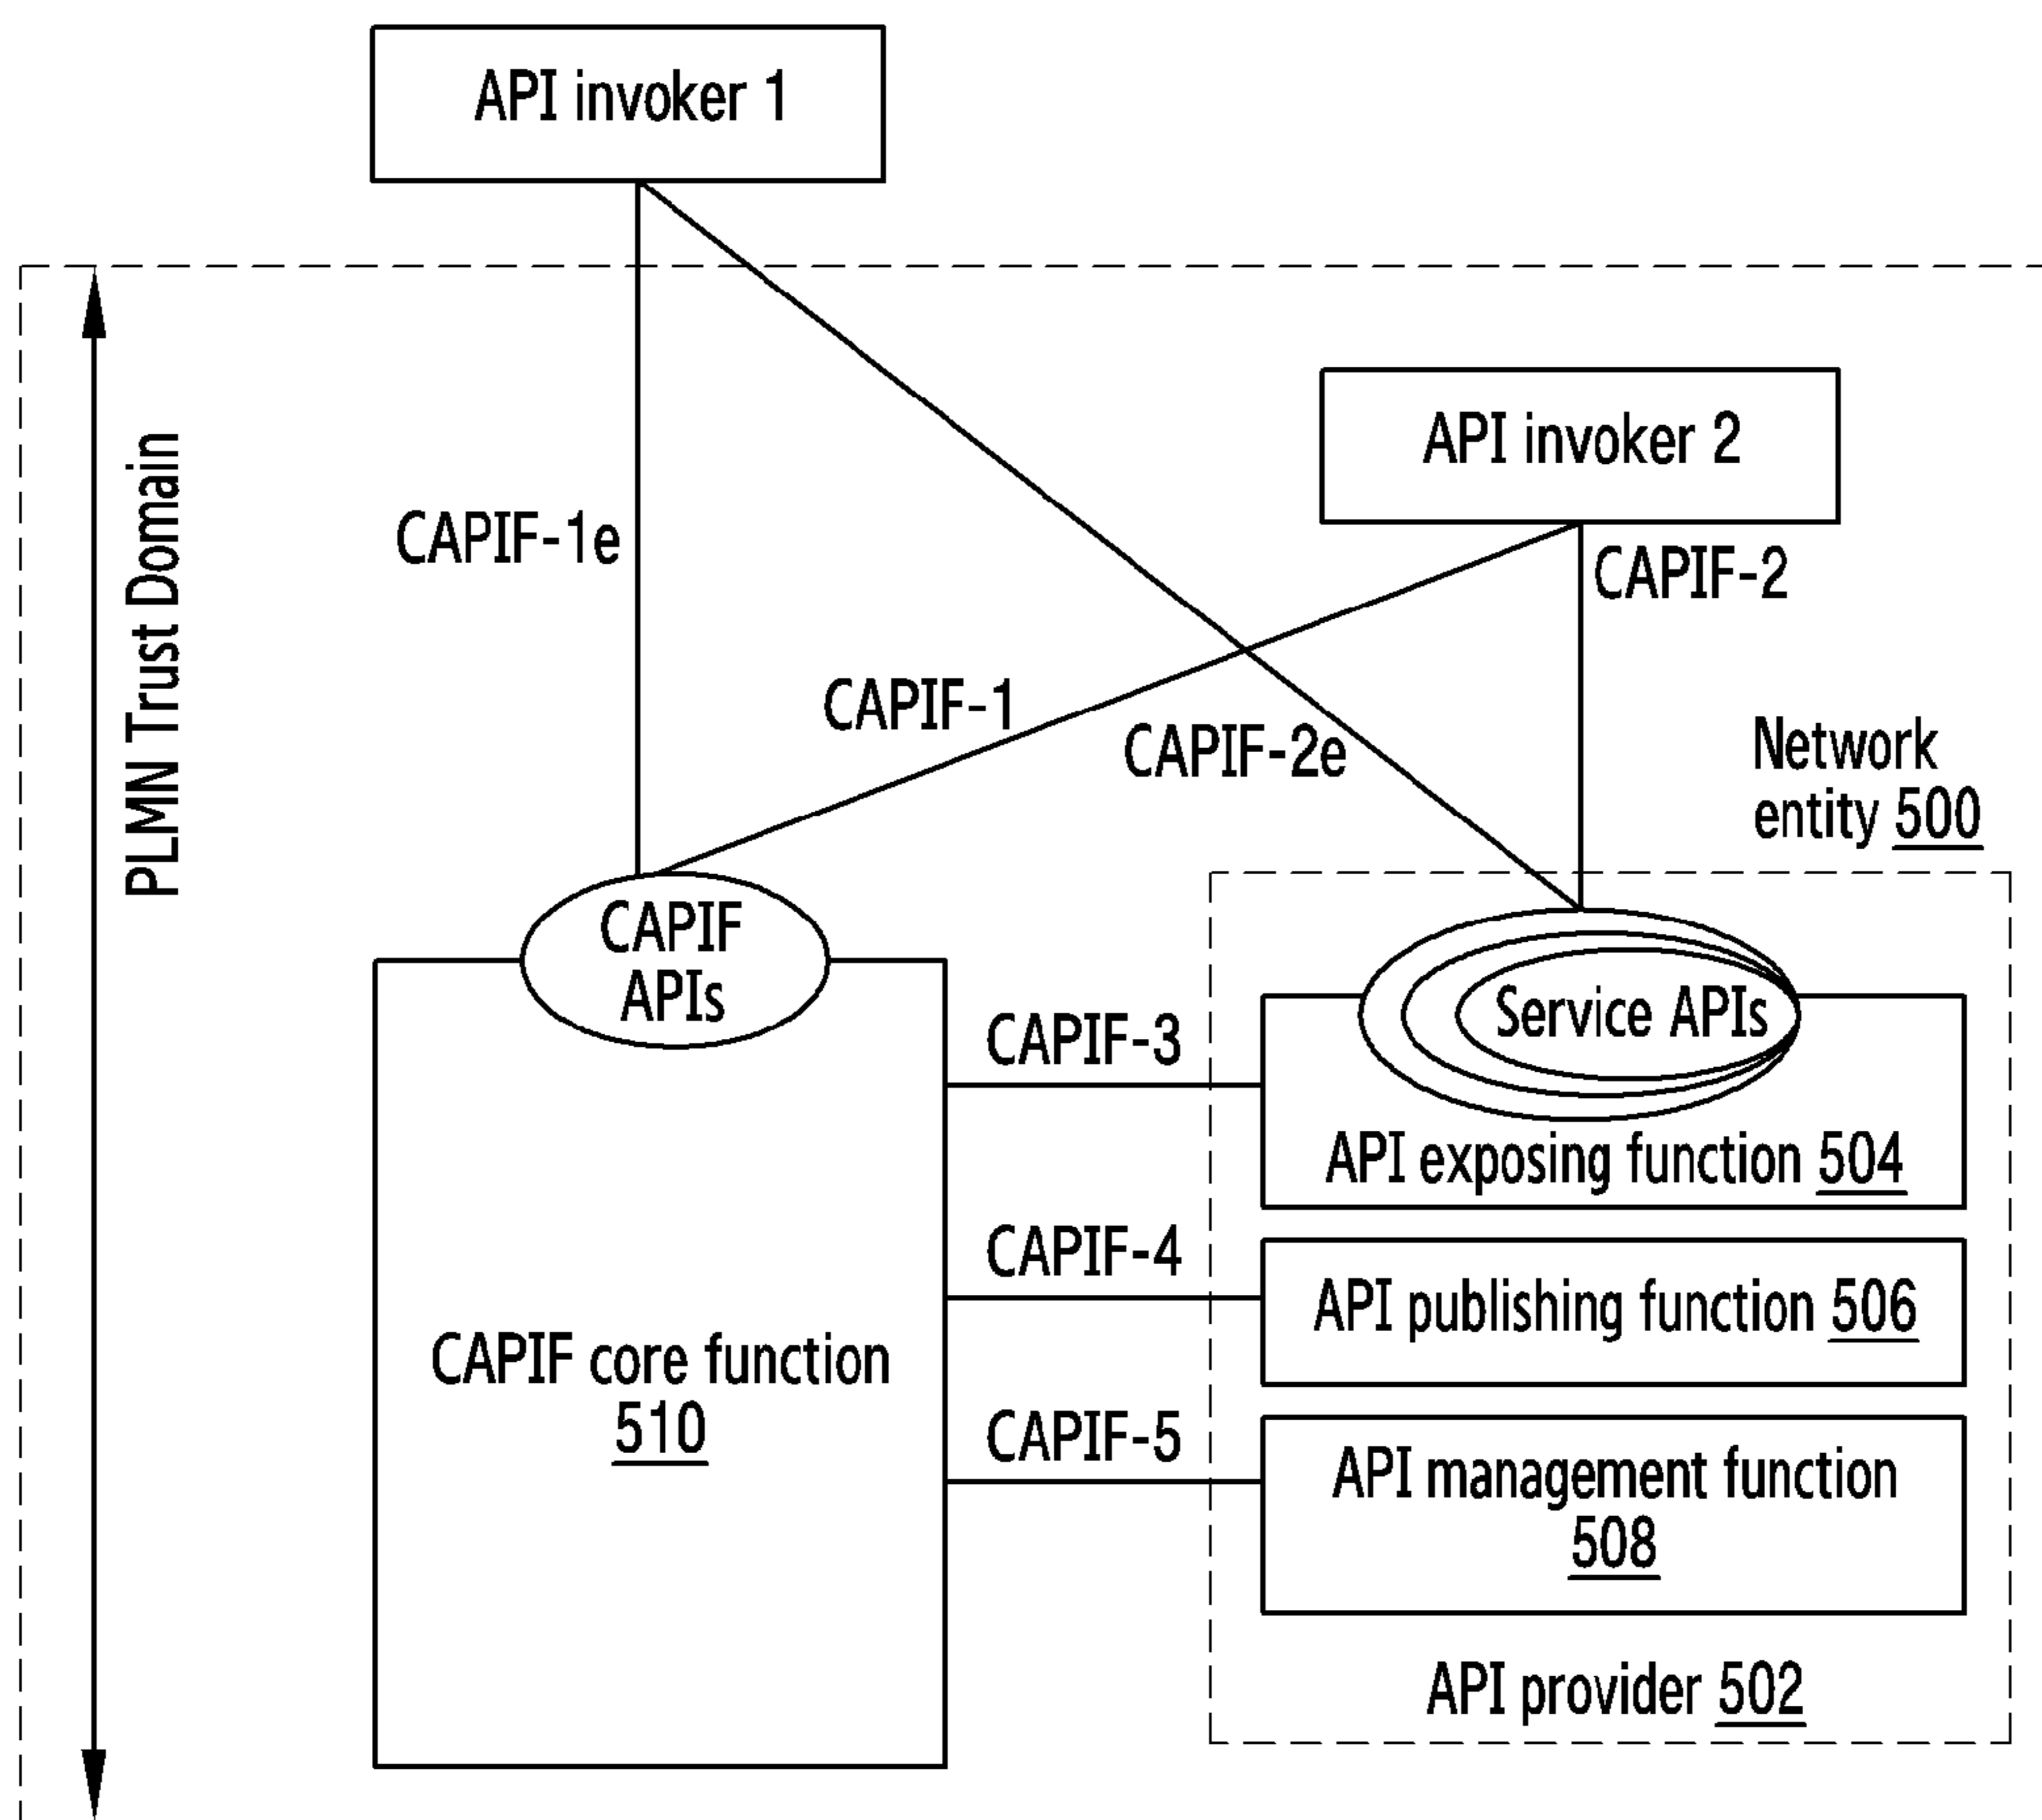 API invoker 1
PLMN Trust Domain
API invoker 2
CAPIF-1e
CAPIF-2
CAPIF-1
CAPIF-2e
Network
entity 500
CAPIF
APIs
Service APIs
CAPIF-3
API exposing function 504
CAPIF-4
API publishing function 506
CAPIF core function
510
CAPIF-5
API management function
508
API provider 502